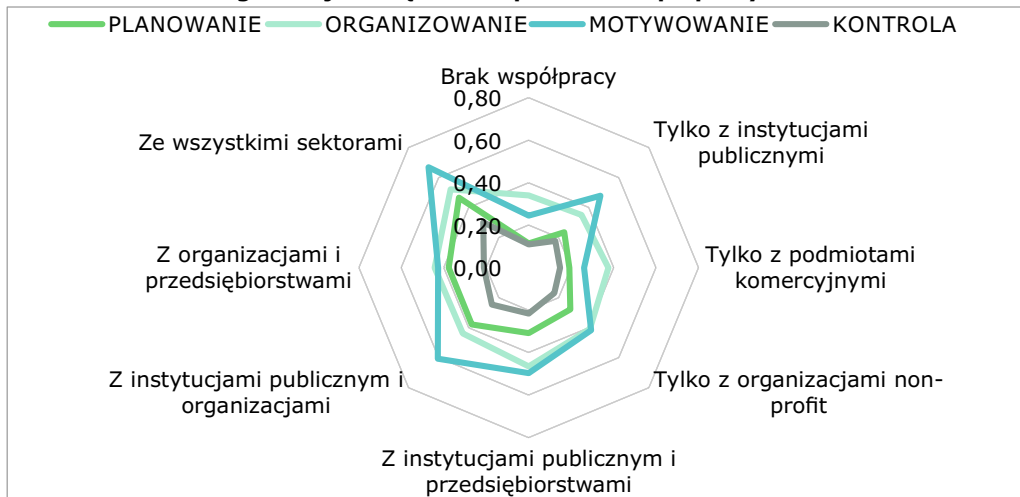 PLANOWANIE ORGANIZOWANIE MOTYWOWANIE KONTROLA
Brak współpracy
0,80
Tylko z instytucjami
publicznymi
Ze wszystkimi sektorami
0,60
0,40
0,20
Z organizacjami i
przedsiębiorstwami
0,00
Tylko z podmiotami
komercyjnymi
Z instytucjami publicznym i
organizacjami
Tylko z organizacjami non-
profit
Z instytucjami publicznym i
przedsiębiorstwami